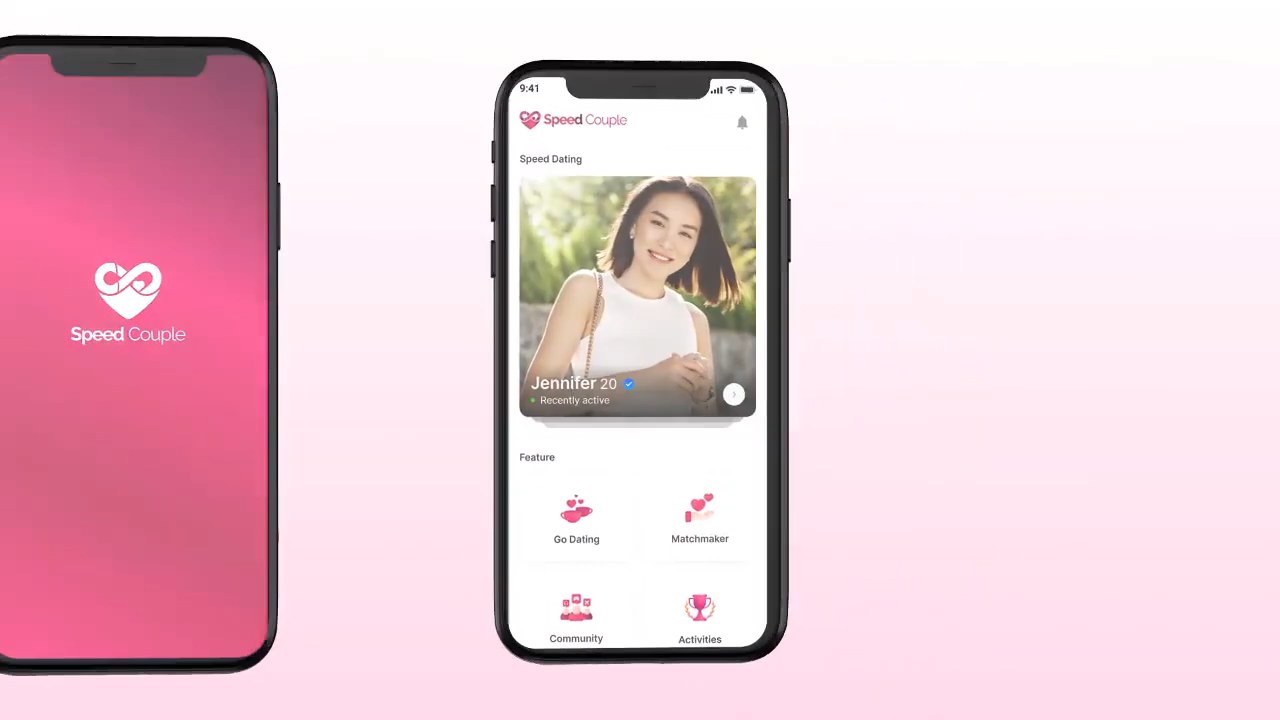 Speed Couple
9:41
Speed Couple
Speed Dating
Jennifer 20
Recently active
Feature
Go Dating
Matchmaker
Community
Activities